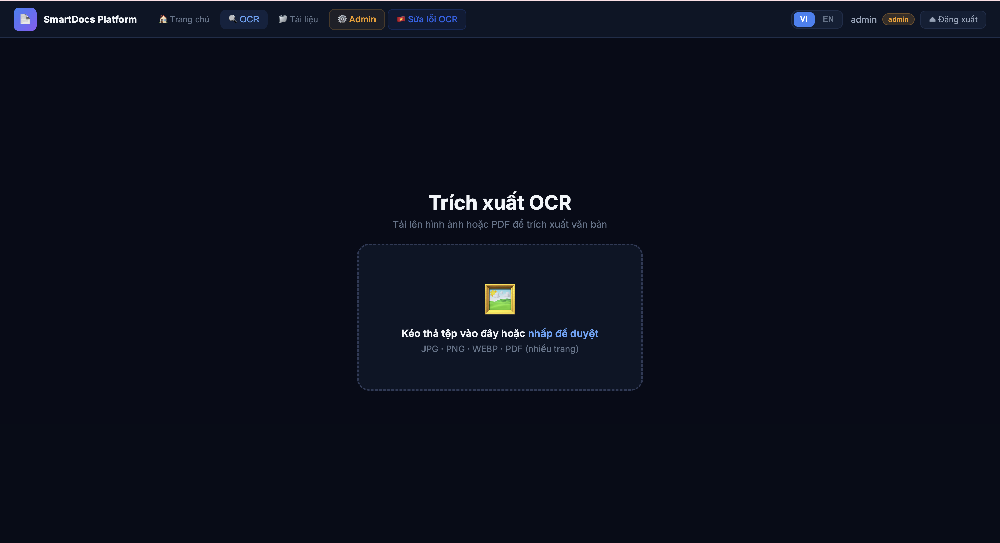 SmartDocs Platform Trang chủ OCR Tài liệu Admin Sửa lỗi OCR VI EN admin admin Đăng xuất
Trích xuất OCR
Tải lên hình ảnh hoặc PDF để trích xuất văn bản
Kéo thả tệp vào đây hoặc nhấp để duyệt
JPG · PNG · WEBP · PDF (nhiều trang)